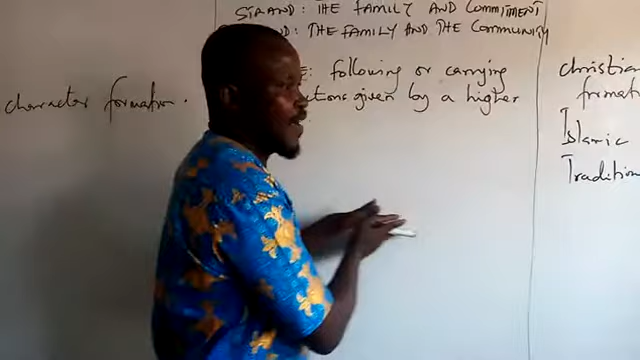 character formation.
STRAND: THE FAMILY AND COMMITMENT
D: THE FAMILY AND THE COMMUNITY
E: following or carrying
given by a higher
Christian
formati
Islamic
Tradition